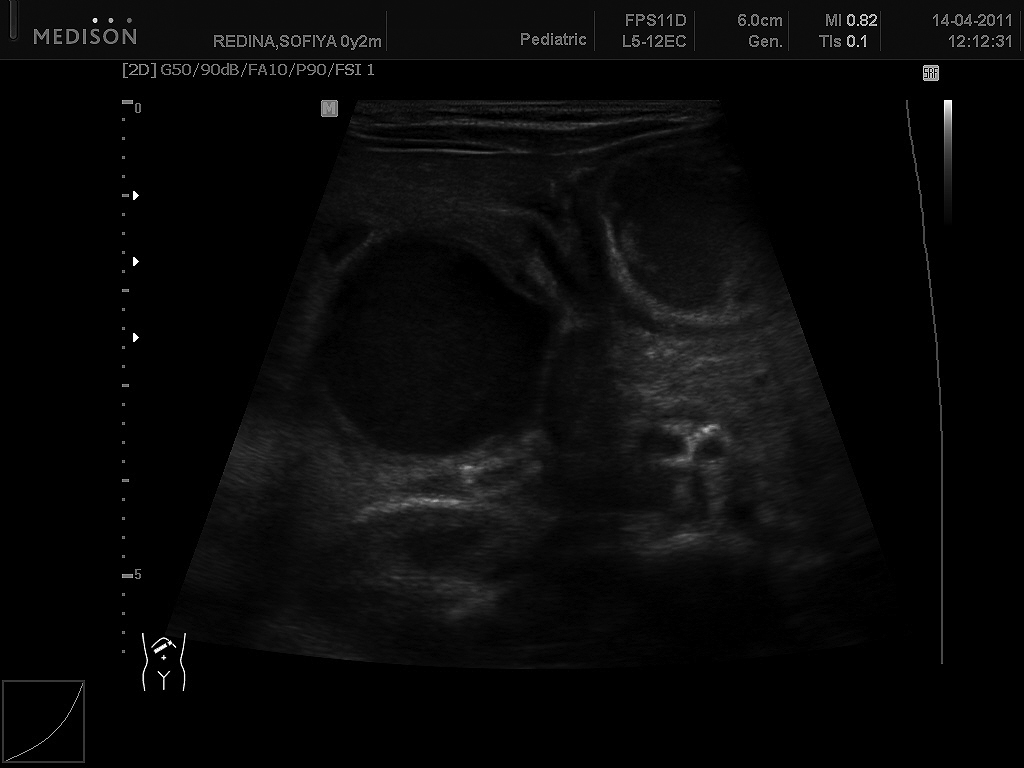 MEDISON
REDINA,SOFIYA 0y2m
Pediatric
FPS11D
L5-12EC
6.0cm
Gen.
MI 0.82
TIs 0.1
14-04-2011
12:12:31
[2D] G50/90dB/FA10/P90/FSI 1
SRF
M
0
5